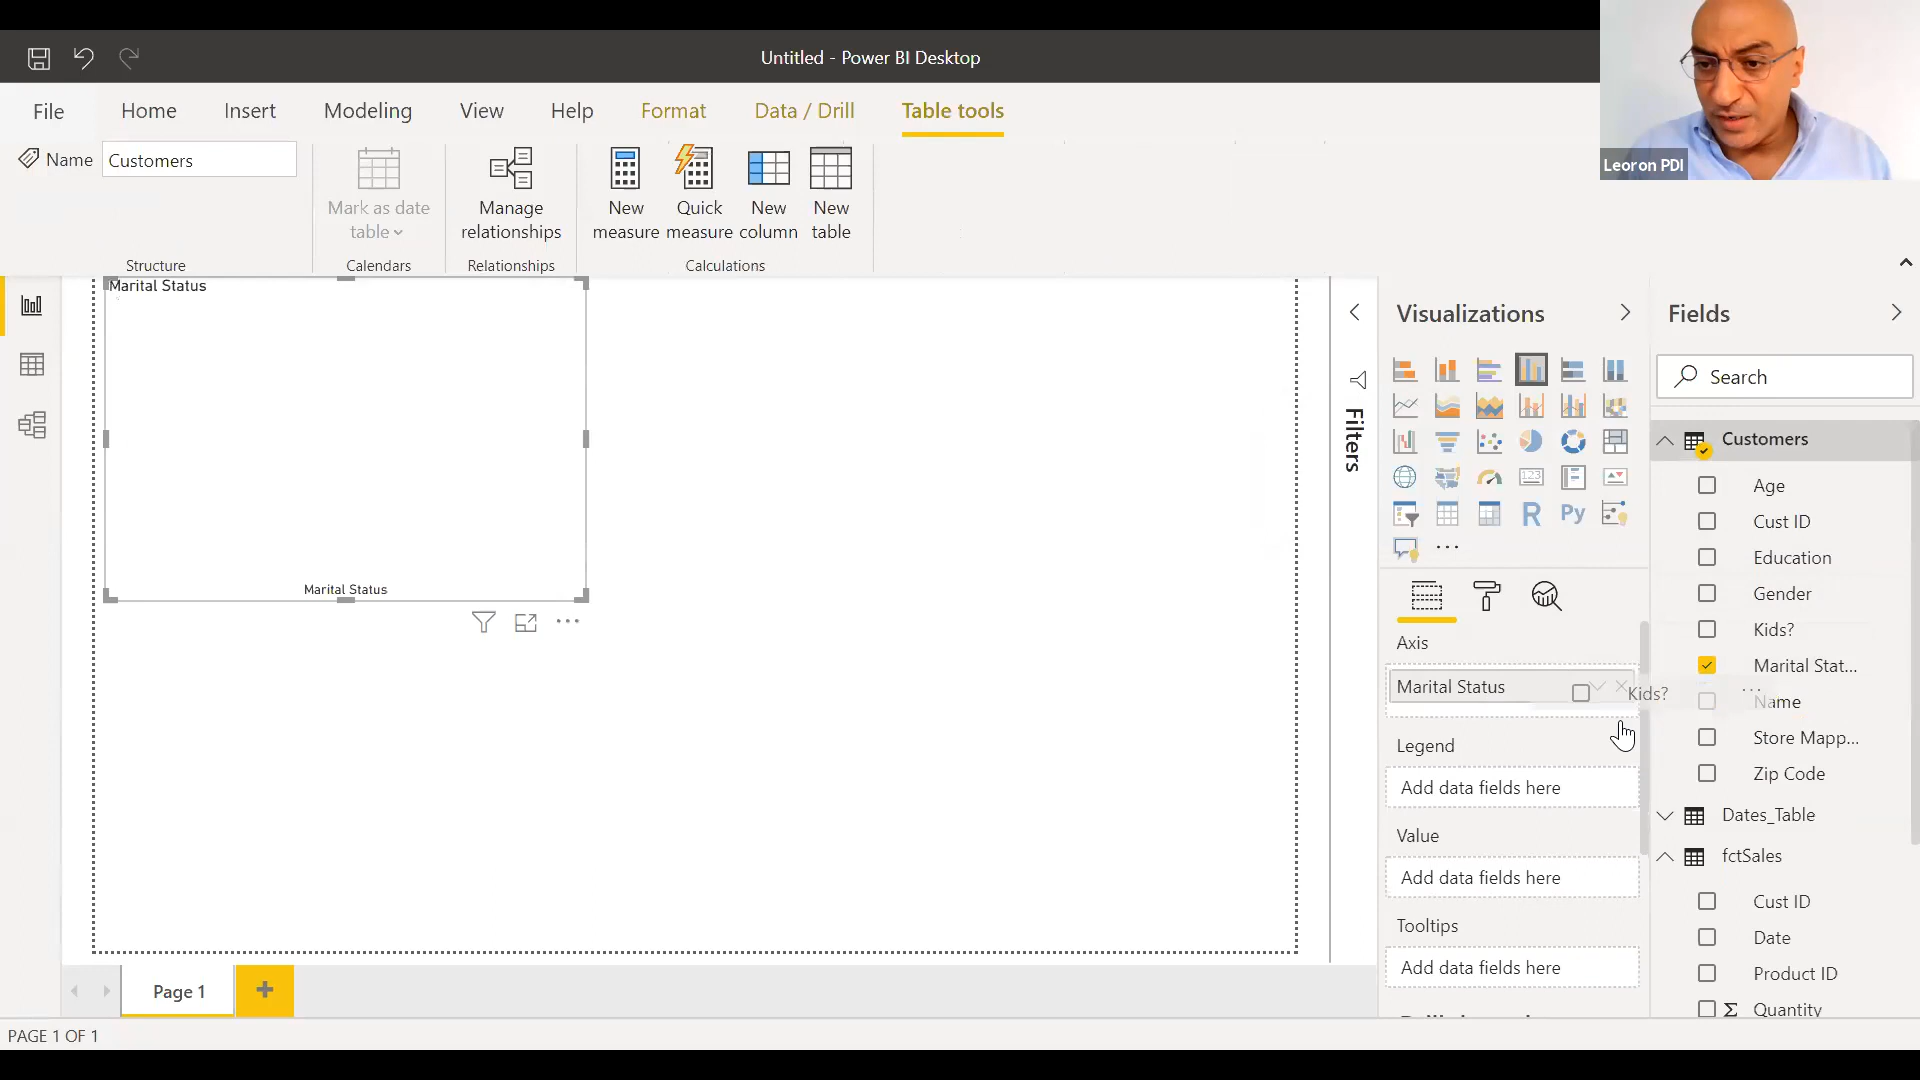 Untitled - Power BI Desktop
File
Home
Insert
Modeling
View
Help
Format
Data / Drill
Table tools
Name
Customers
Mark as date
table
Manage
relationships
New
measure
Quick
measure
New
column
New
table
Structure
Calendars
Relationships
Calculations
Leoron PDI
Marital Status
Marital Status
Filters
Visualizations
123
R
Py
Axis
Marital Status
Kids?
Legend
Add data fields here
Value
Add data fields here
Tooltips
Add data fields here
Fields
Search
Customers
Age
Cust ID
Education
Gender
Kids?
Marital Stat...
Name
Store Mapp...
Zip Code
Dates_Table
fctSales
Cust ID
Date
Product ID
Σ Quantity
Page 1
PAGE 1 OF 1